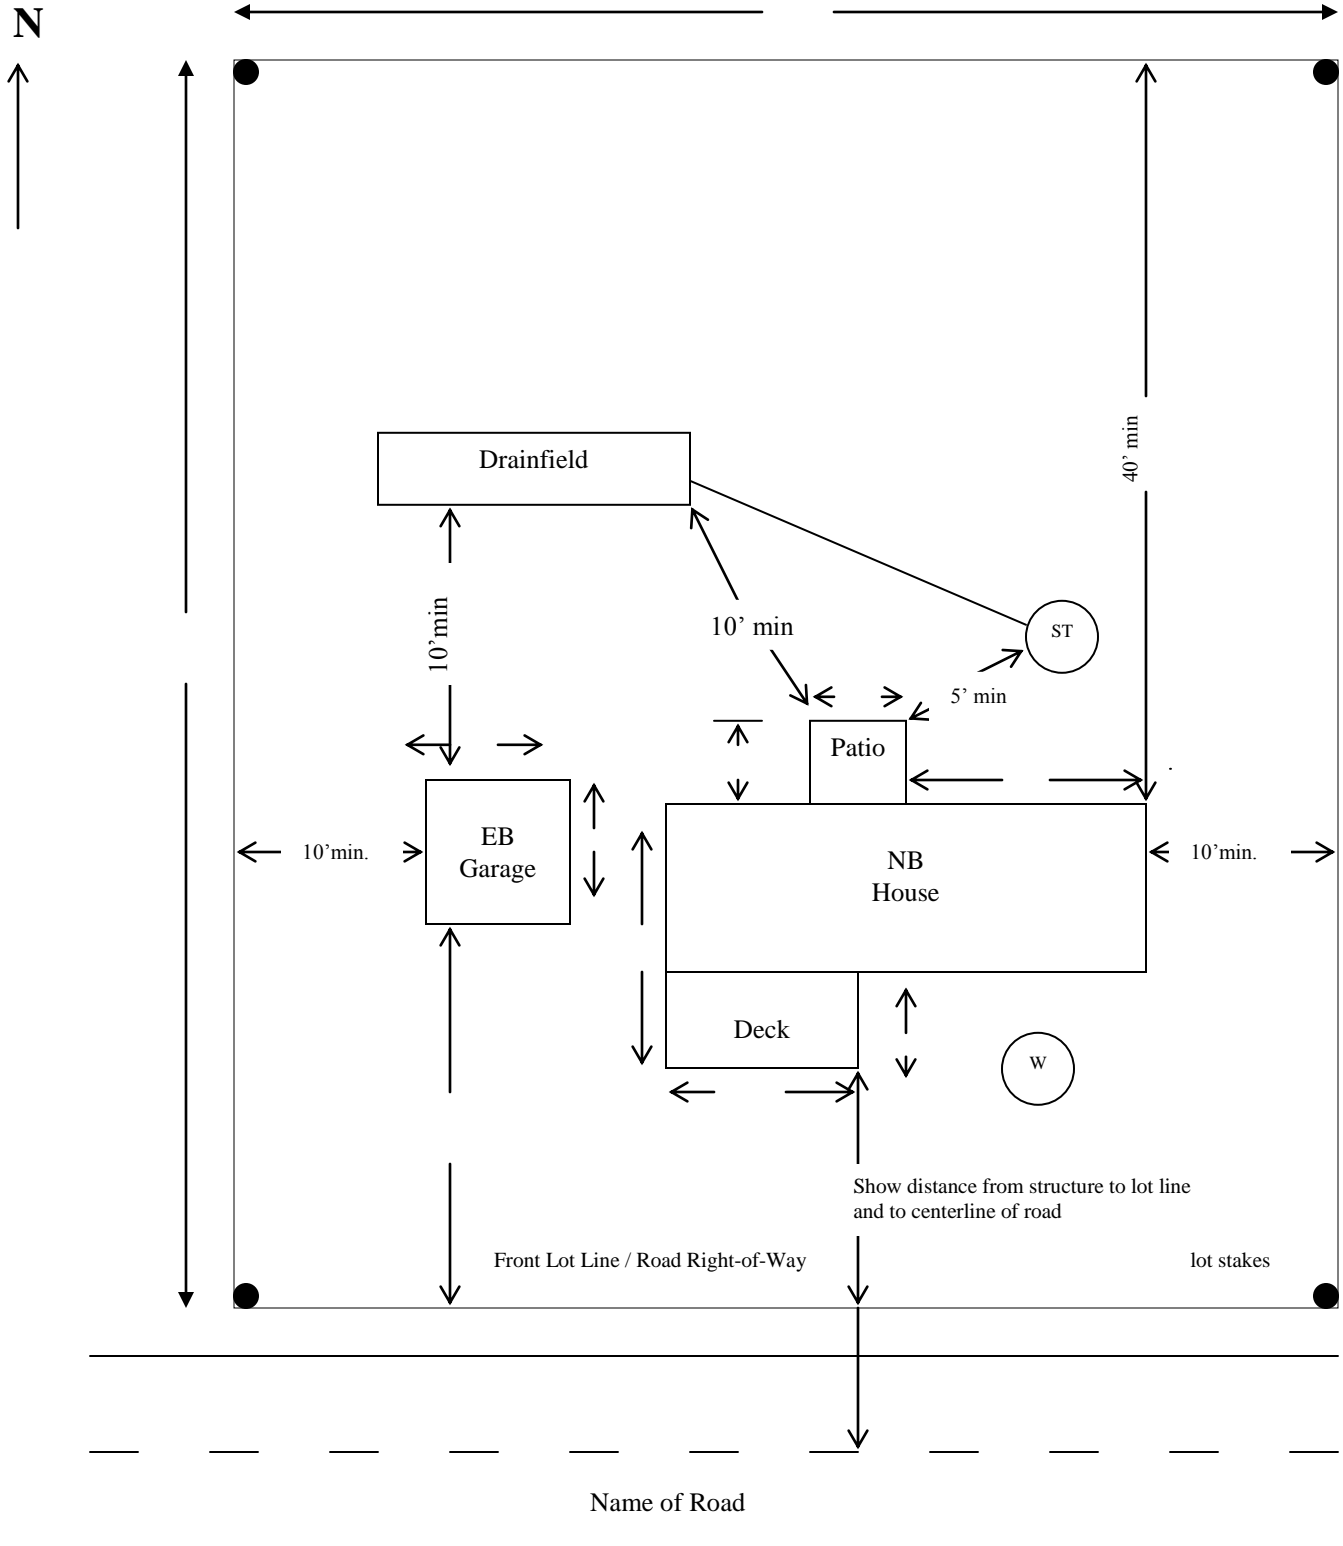 N
Drainfield
40’ min
10’min
10’ min
ST
5’ min
Patio
EB
Garage
10’min.
NB
House
10’min.
Deck
W
Show distance from structure to lot line
and to centerline of road
Front Lot Line / Road Right-of-Way
lot stakes
Name of Road